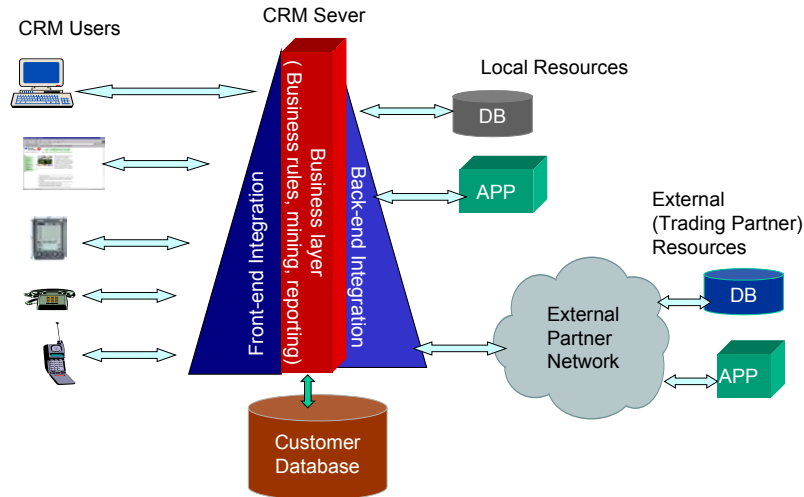 CRM Users
CRM Sever
Local Resources
DB
APP
External
(Trading Partner)
Resources
DB
APP
External
Partner
Network
Front-end Integration
Business layer
( Business rules, mining, reporting)
Back-end Integration
Customer
Database